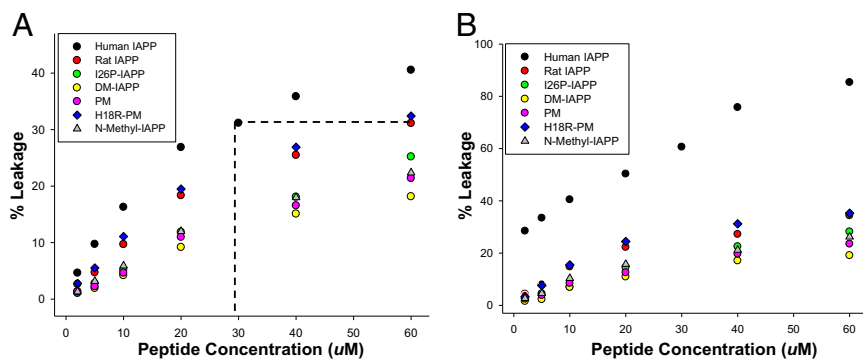 A
Human IAPP
Rat IAPP
I26P-IAPP
DM-IAPP
PM
H18R-PM
N-Methyl-IAPP
% Leakage
40
30
20
10
0
0 10 20 30 40 50 60
Peptide Concentration (uM)
B
Human IAPP
Rat IAPP
I26P-IAPP
DM-IAPP
PM
H18R-PM
N-Methyl-IAPP
% Leakage
100
80
60
40
20
0
0 10 20 30 40 50 60
Peptide Concentration (uM)